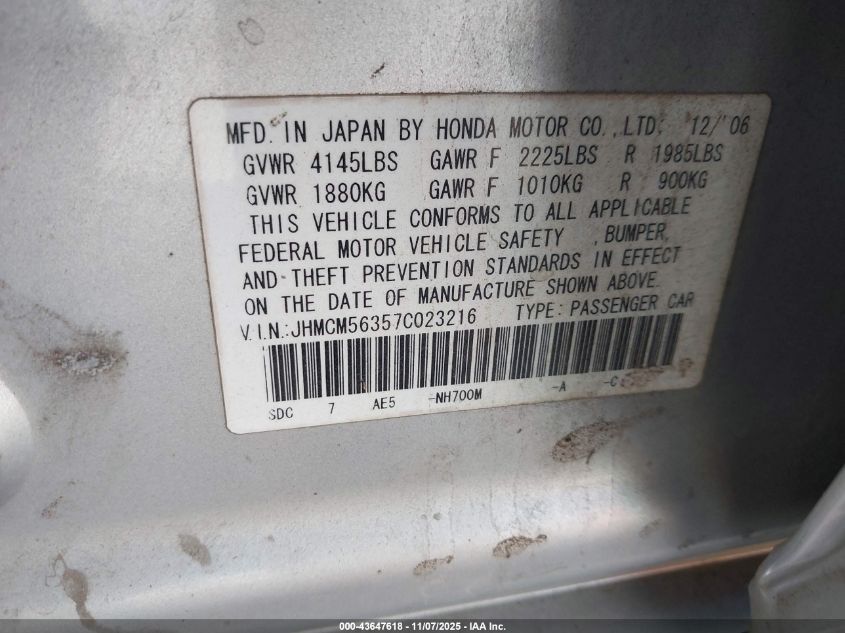 MFD. IN JAPAN BY HONDA MOTOR CO., LTD. 12/'06
GVWR 4145LBS GAWR F 2225LBS R 1985LBS
GVWR 1880KG GAWR F 1010KG R 900KG
THIS VEHICLE CONFORMS TO ALL APPLICABLE
FEDERAL MOTOR VEHICLE SAFETY , BUMPER,
AND THEFT PREVENTION STANDARDS IN EFFECT
ON THE DATE OF MANUFACTURE SHOWN ABOVE.
V.I.N.:JHMCM56357C023216 TYPE: PASSENGER CAR
SDC 7 AE5 -NH700M -A -C
000-43647618 - 11/07/2025 - IAA Inc.